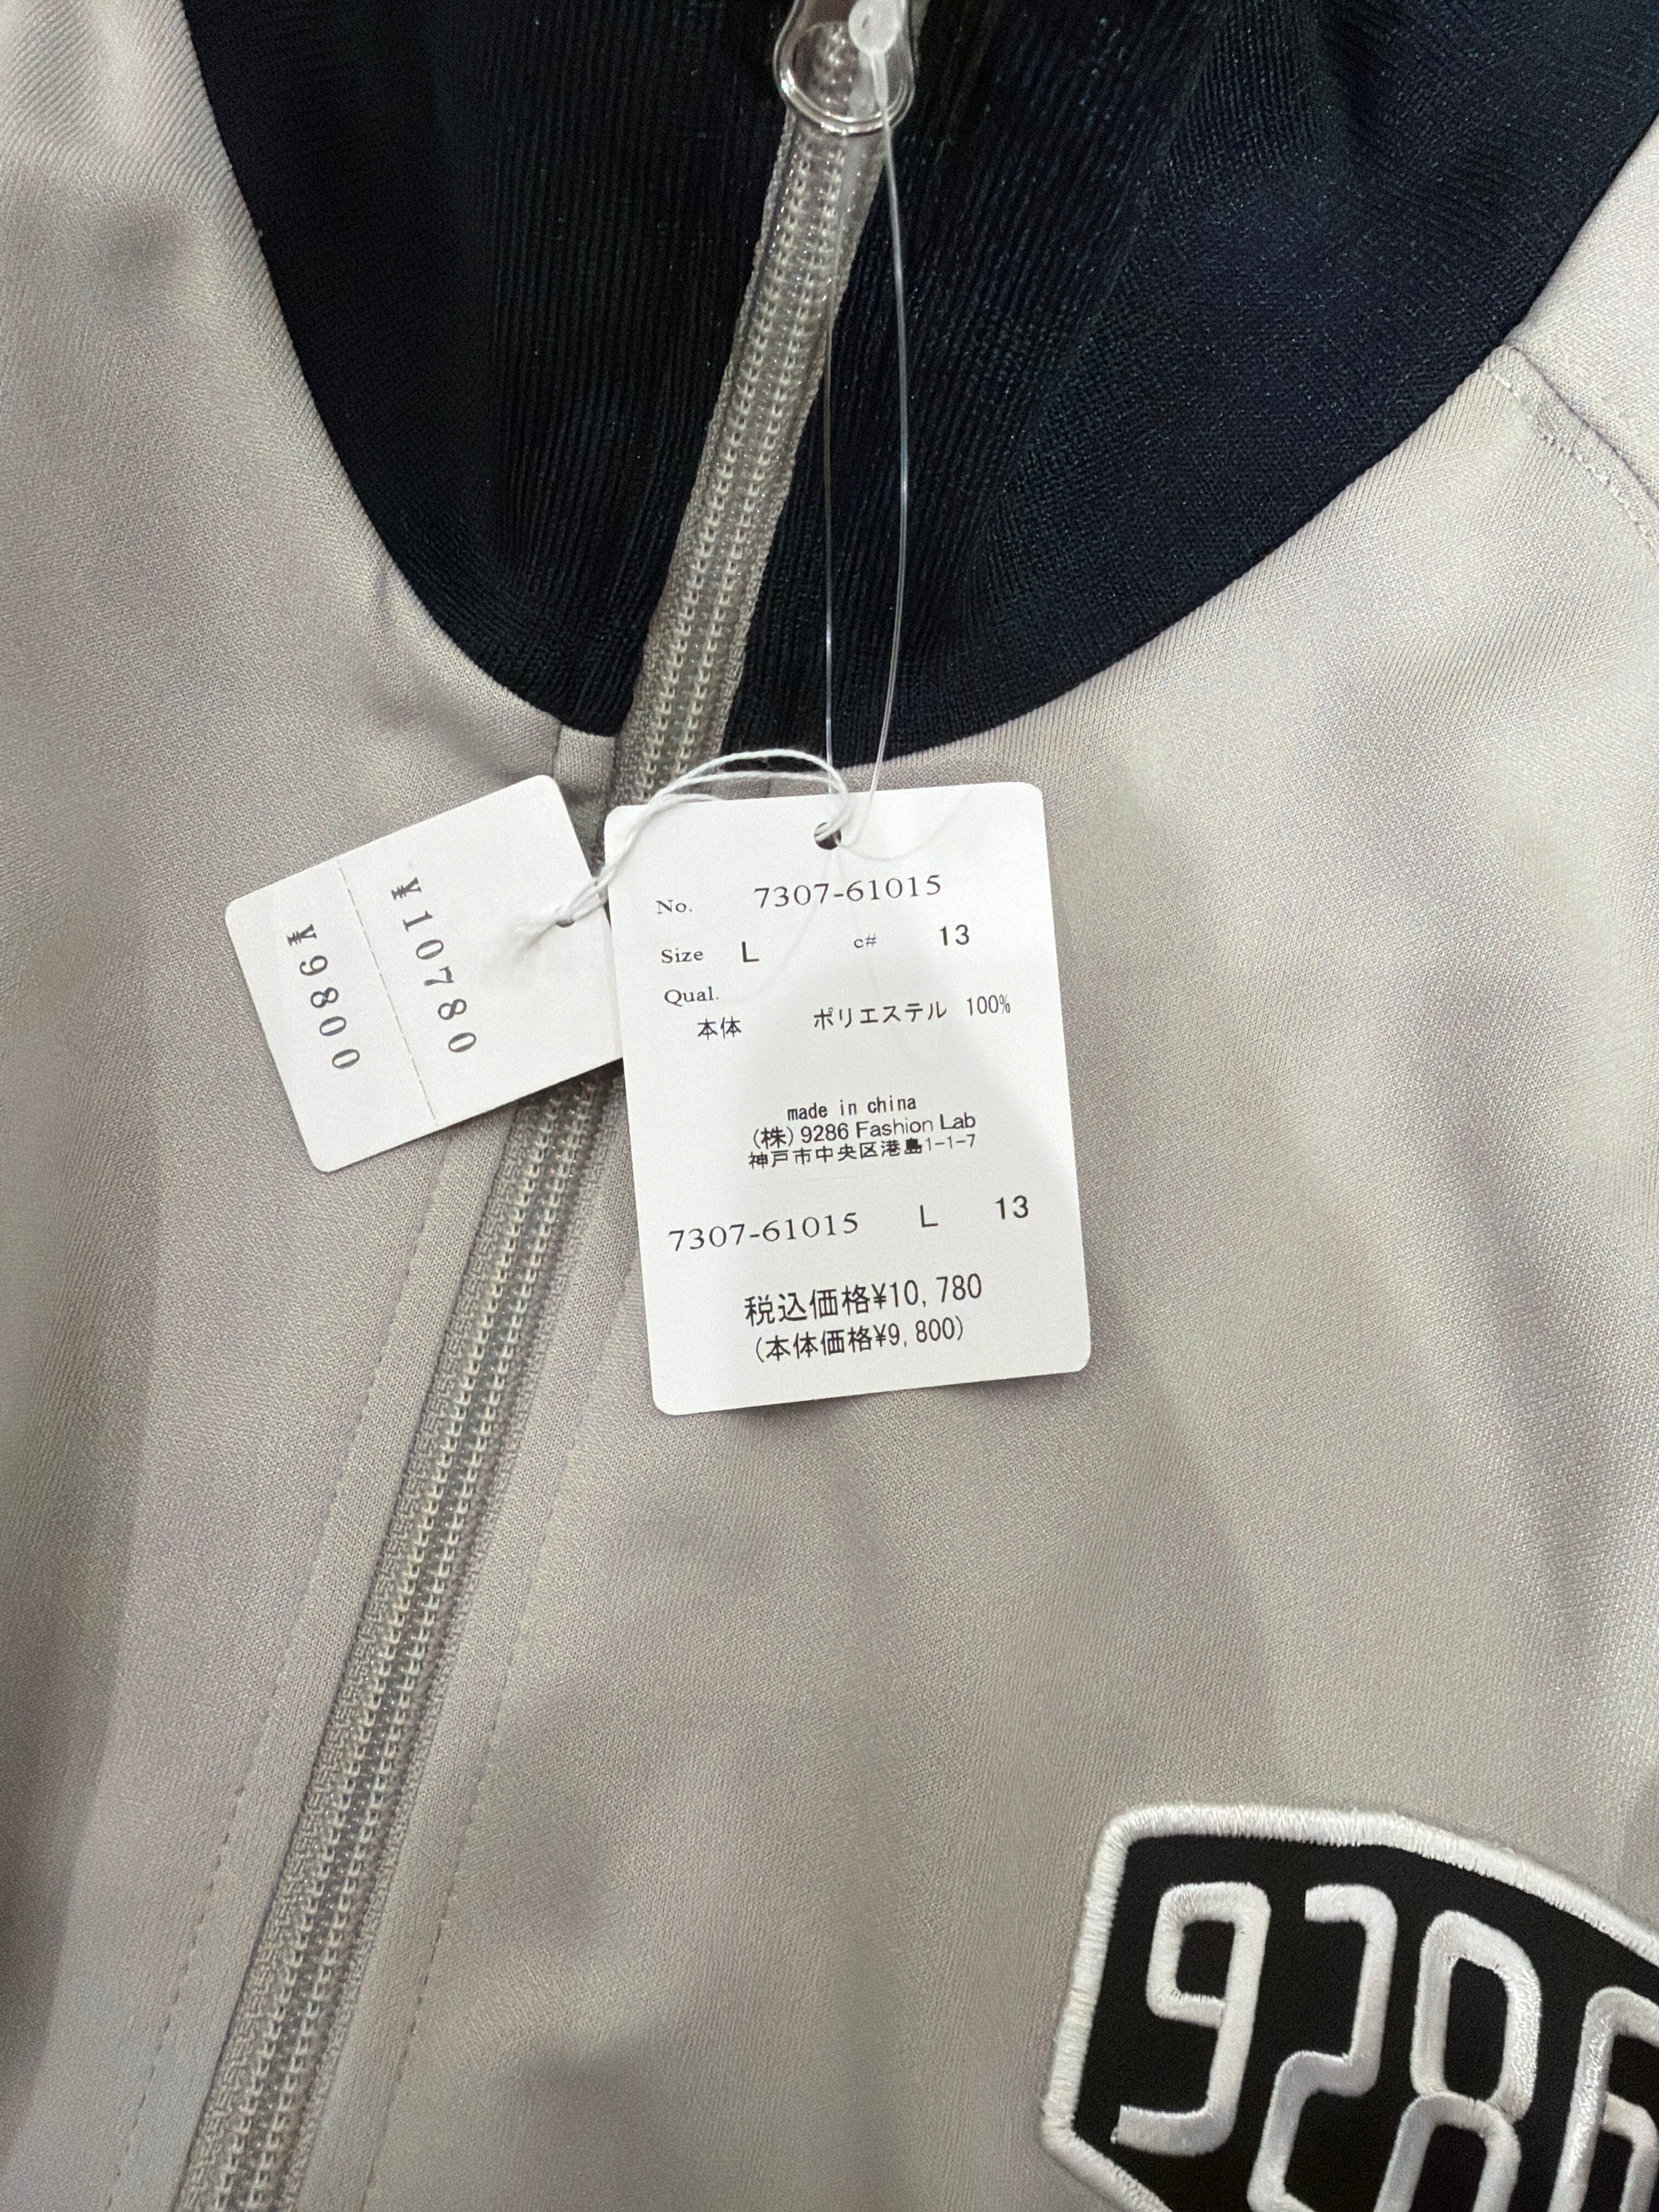 ¥10780
¥9800
No. 7307-61015
Size L c# 13
Qual.
本体 ポリエステル 100%
made in china
(株)9286 Fashion Lab
神戸市中央区港島1-1-7
7307-61015 L 13
税込価格¥10,780
(本体価格¥9,800)
9286